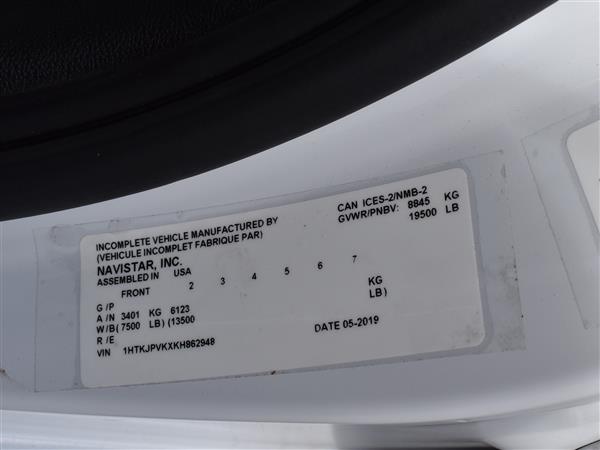 INCOMPLETE VEHICLE MANUFACTURED BY
(VEHICULE INCOMPLET FABRIQUE PAR)
NAVISTAR, INC.
ASSEMBLED IN USA
CAN ICES-2/NMB-2
GVWR/PNBV: 8845 KG
19500 LB
FRONT 2 3 4 5 6 7
G /P
A /N 3401 KG 6123 KG
W/B( 7500 LB) (13500 LB)
R /E
DATE 05-2019
VIN 1HTKJPVKXKH862948